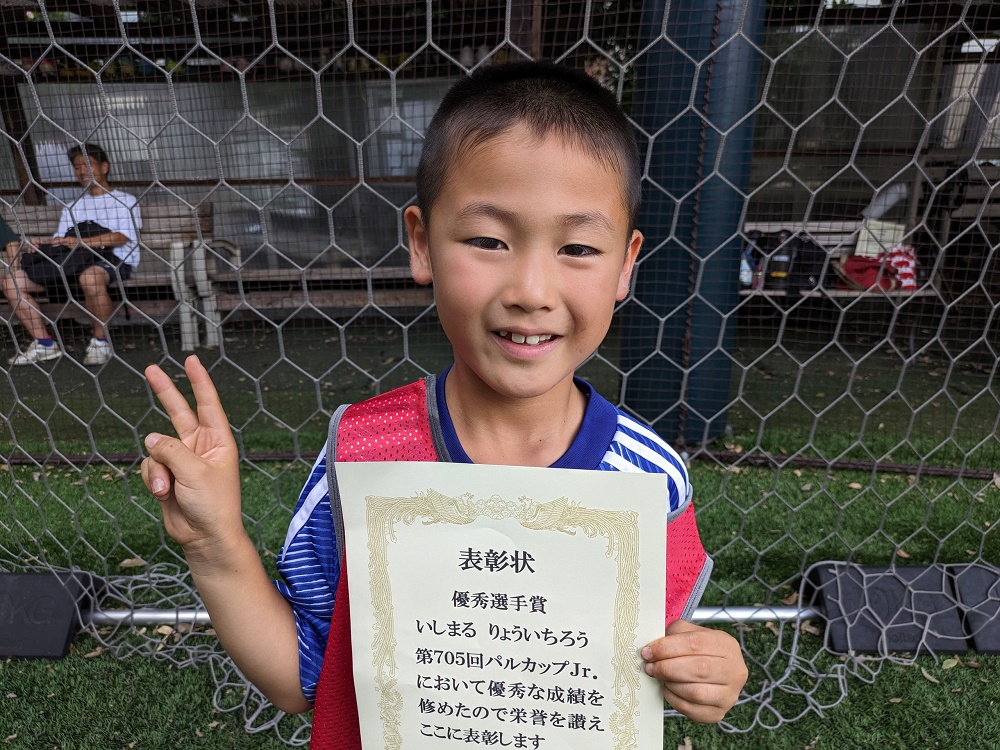 表彰状
優秀選手賞
いしまる りょういちろう
第705回パルカップJr.
において優秀な成績を
修めたので栄誉を讃え
ここに表彰します